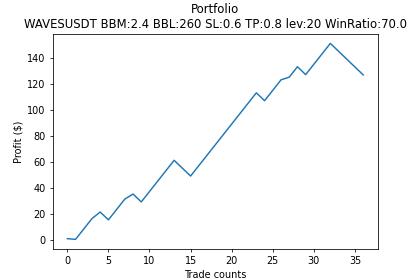 Portfolio
WAVESUSDT BBM:2.4 BBL:260 SL:0.6 TP:0.8 lev:20 WinRatio:70.0
140
120
100
80
60
40
20
0
Profit ($)
0 5 10 15 20 25 30 35
Trade counts